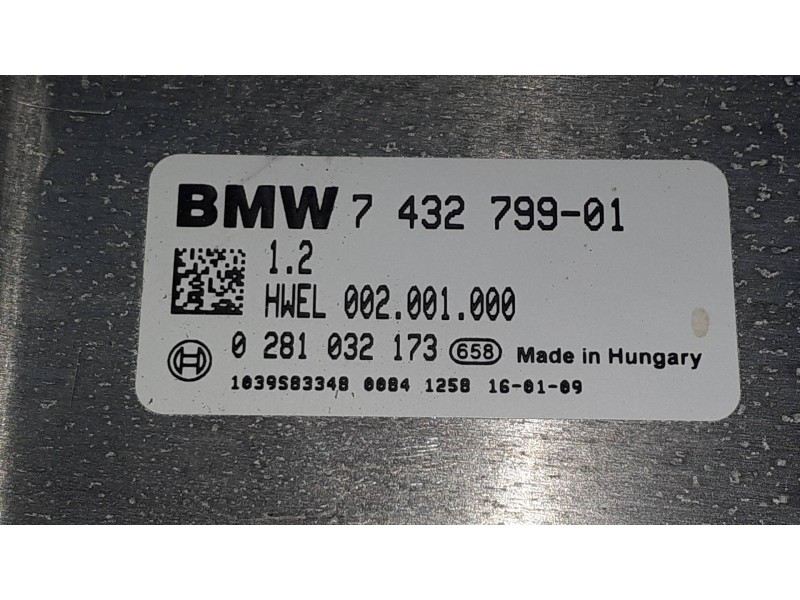 BMW 7 432 799-01
1.2
HWEL 002.001.000
0 281 032 173 658 Made in Hungary
1039S83348 0084 1258 16-01-09